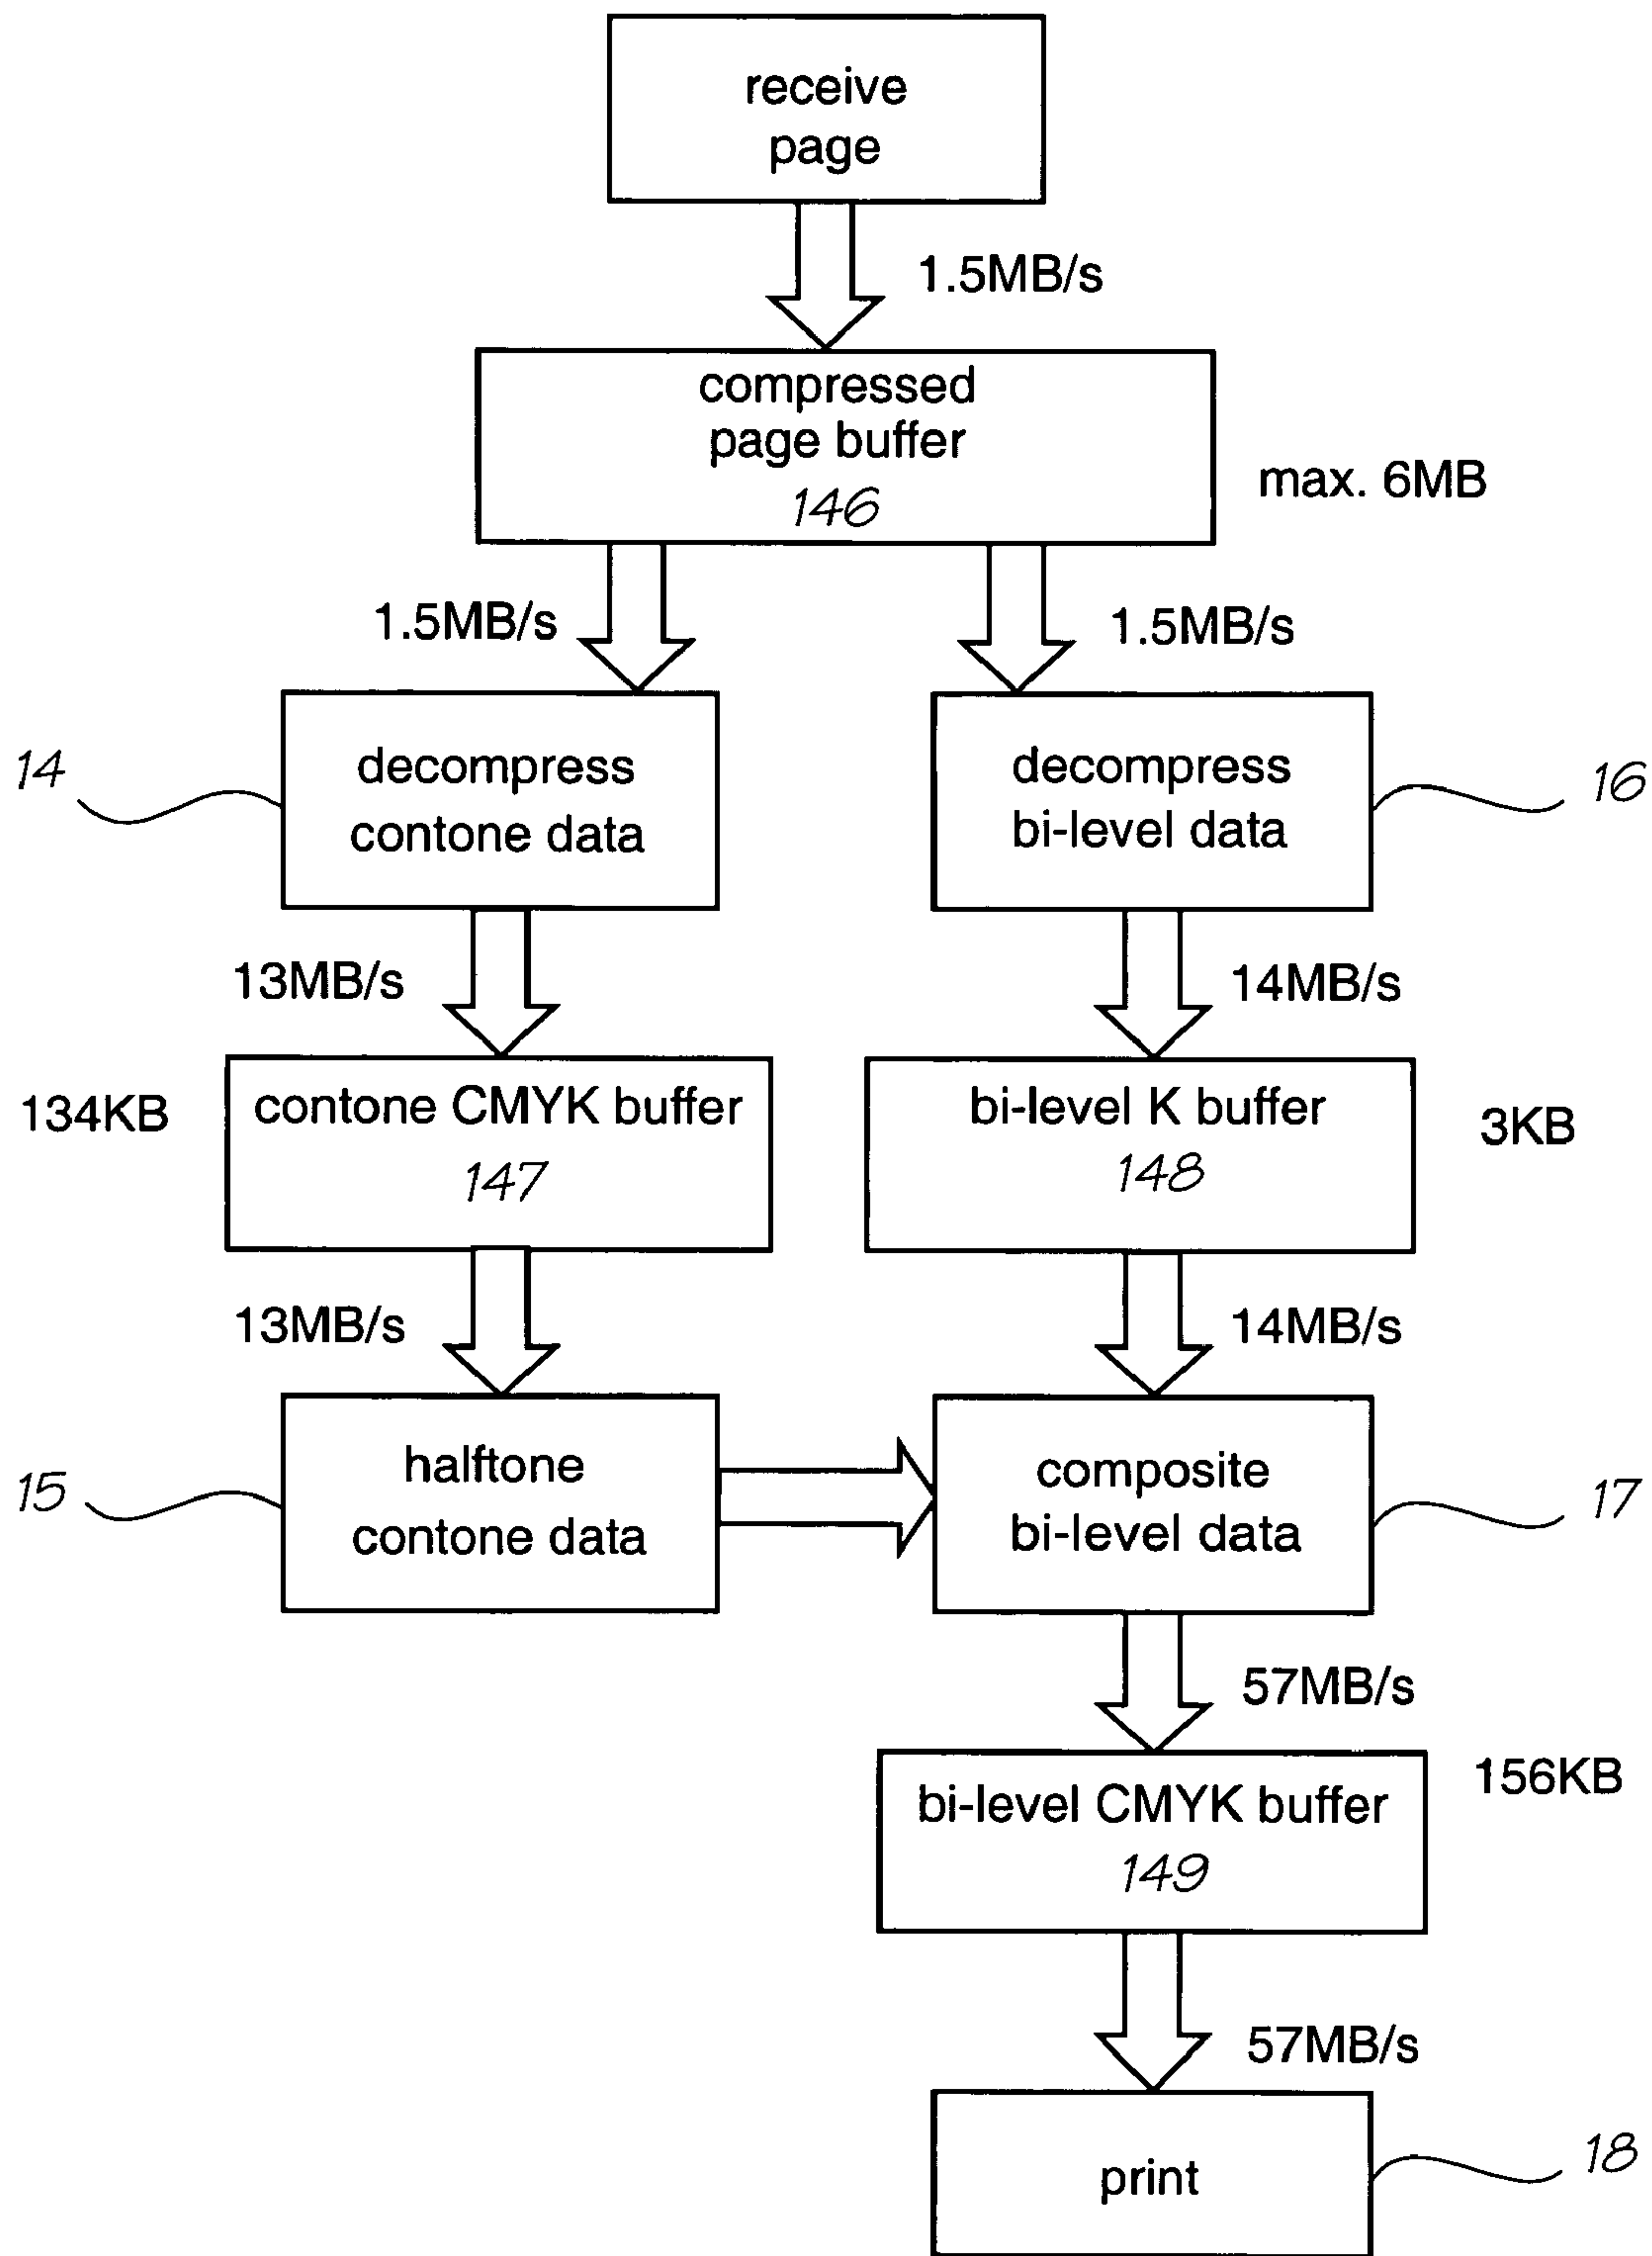 receive
page
1.5MB/s
compressed
page buffer
146
max. 6MB
1.5MB/s
1.5MB/s
14
decompress
contone data
decompress
bi-level data
16
13MB/s
14MB/s
134KB
contone CMYK buffer
147
bi-level K buffer
148
3KB
13MB/s
14MB/s
15
halftone
contone data
composite
bi-level data
17
57MB/s
bi-level CMYK buffer
149
156KB
57MB/s
print
18